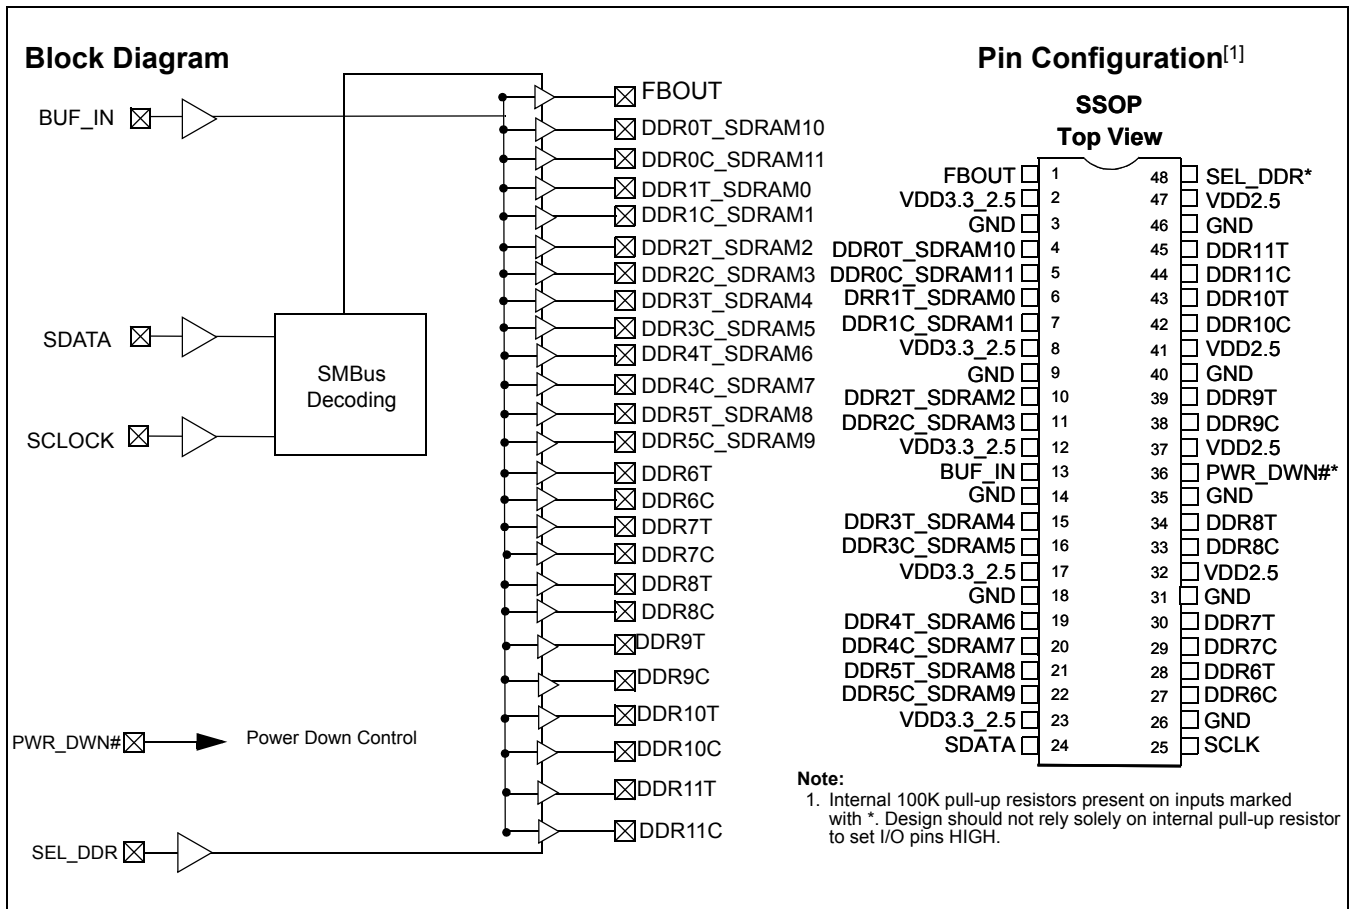 Block Diagram
BUF_IN
SDATA
SCLOCK
SMBus
Decoding
PWR_DWN#
Power Down Control
SEL_DDR
FBOUT
DDR0T_SDRAM10
DDR0C_SDRAM11
DDR1T_SDRAM0
DDR1C_SDRAM1
DDR2T_SDRAM2
DDR2C_SDRAM3
DDR3T_SDRAM4
DDR3C_SDRAM5
DDR4T_SDRAM6
DDR4C_SDRAM7
DDR5T_SDRAM8
DDR5C_SDRAM9
DDR6T
DDR6C
DDR7T
DDR7C
DDR8T
DDR8C
DDR9T
DDR9C
DDR10T
DDR10C
DDR11T
DDR11C
Pin Configuration[1]
SSOP
Top View
FBOUT 1 48 SEL_DDR*
VDD3.3_2.5 2 47 VDD2.5
GND 3 46 GND
DDR0T_SDRAM10 4 45 DDR11T
DDR0C_SDRAM11 5 44 DDR11C
DRR1T_SDRAM0 6 43 DDR10T
DDR1C_SDRAM1 7 42 DDR10C
VDD3.3_2.5 8 41 VDD2.5
GND 9 40 GND
DDR2T_SDRAM2 10 39 DDR9T
DDR2C_SDRAM3 11 38 DDR9C
VDD3.3_2.5 12 37 VDD2.5
BUF_IN 13 36 PWR_DWN#*
GND 14 35 GND
DDR3T_SDRAM4 15 34 DDR8T
DDR3C_SDRAM5 16 33 DDR8C
VDD3.3_2.5 17 32 VDD2.5
GND 18 31 GND
DDR4T_SDRAM6 19 30 DDR7T
DDR4C_SDRAM7 20 29 DDR7C
DDR5T_SDRAM8 21 28 DDR6T
DDR5C_SDRAM9 22 27 DDR6C
VDD3.3_2.5 23 26 GND
SDATA 24 25 SCLK
Note:
1. Internal 100K pull-up resistors present on inputs marked
with *. Design should not rely solely on internal pull-up resistor
to set I/O pins HIGH.